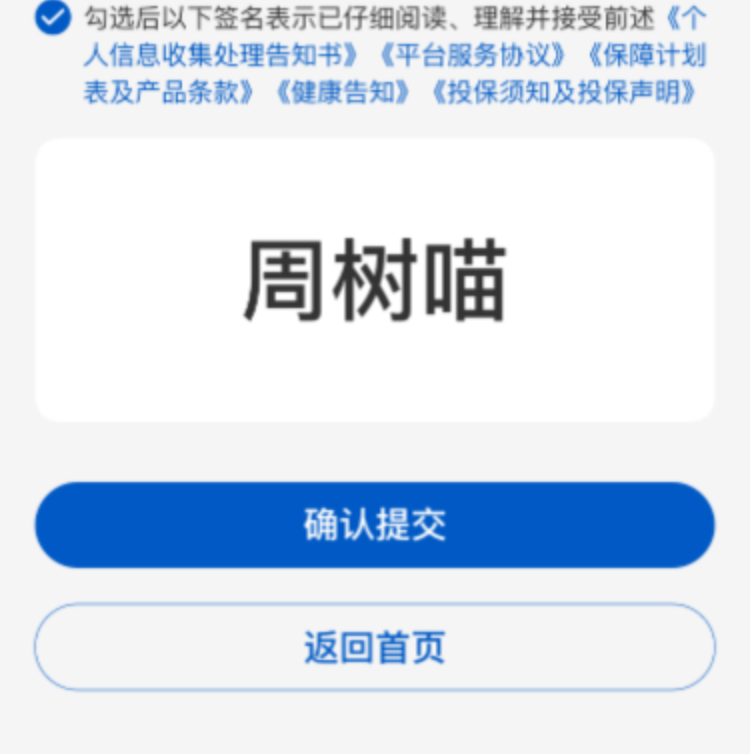 勾选后以下签名表示已仔细阅读、理解并接受前述《个
人信息收集处理告知书》《平台服务协议》《保障计划
表及产品条款》《健康告知》《投保须知及投保声明》
周树喵
确认提交
返回首页